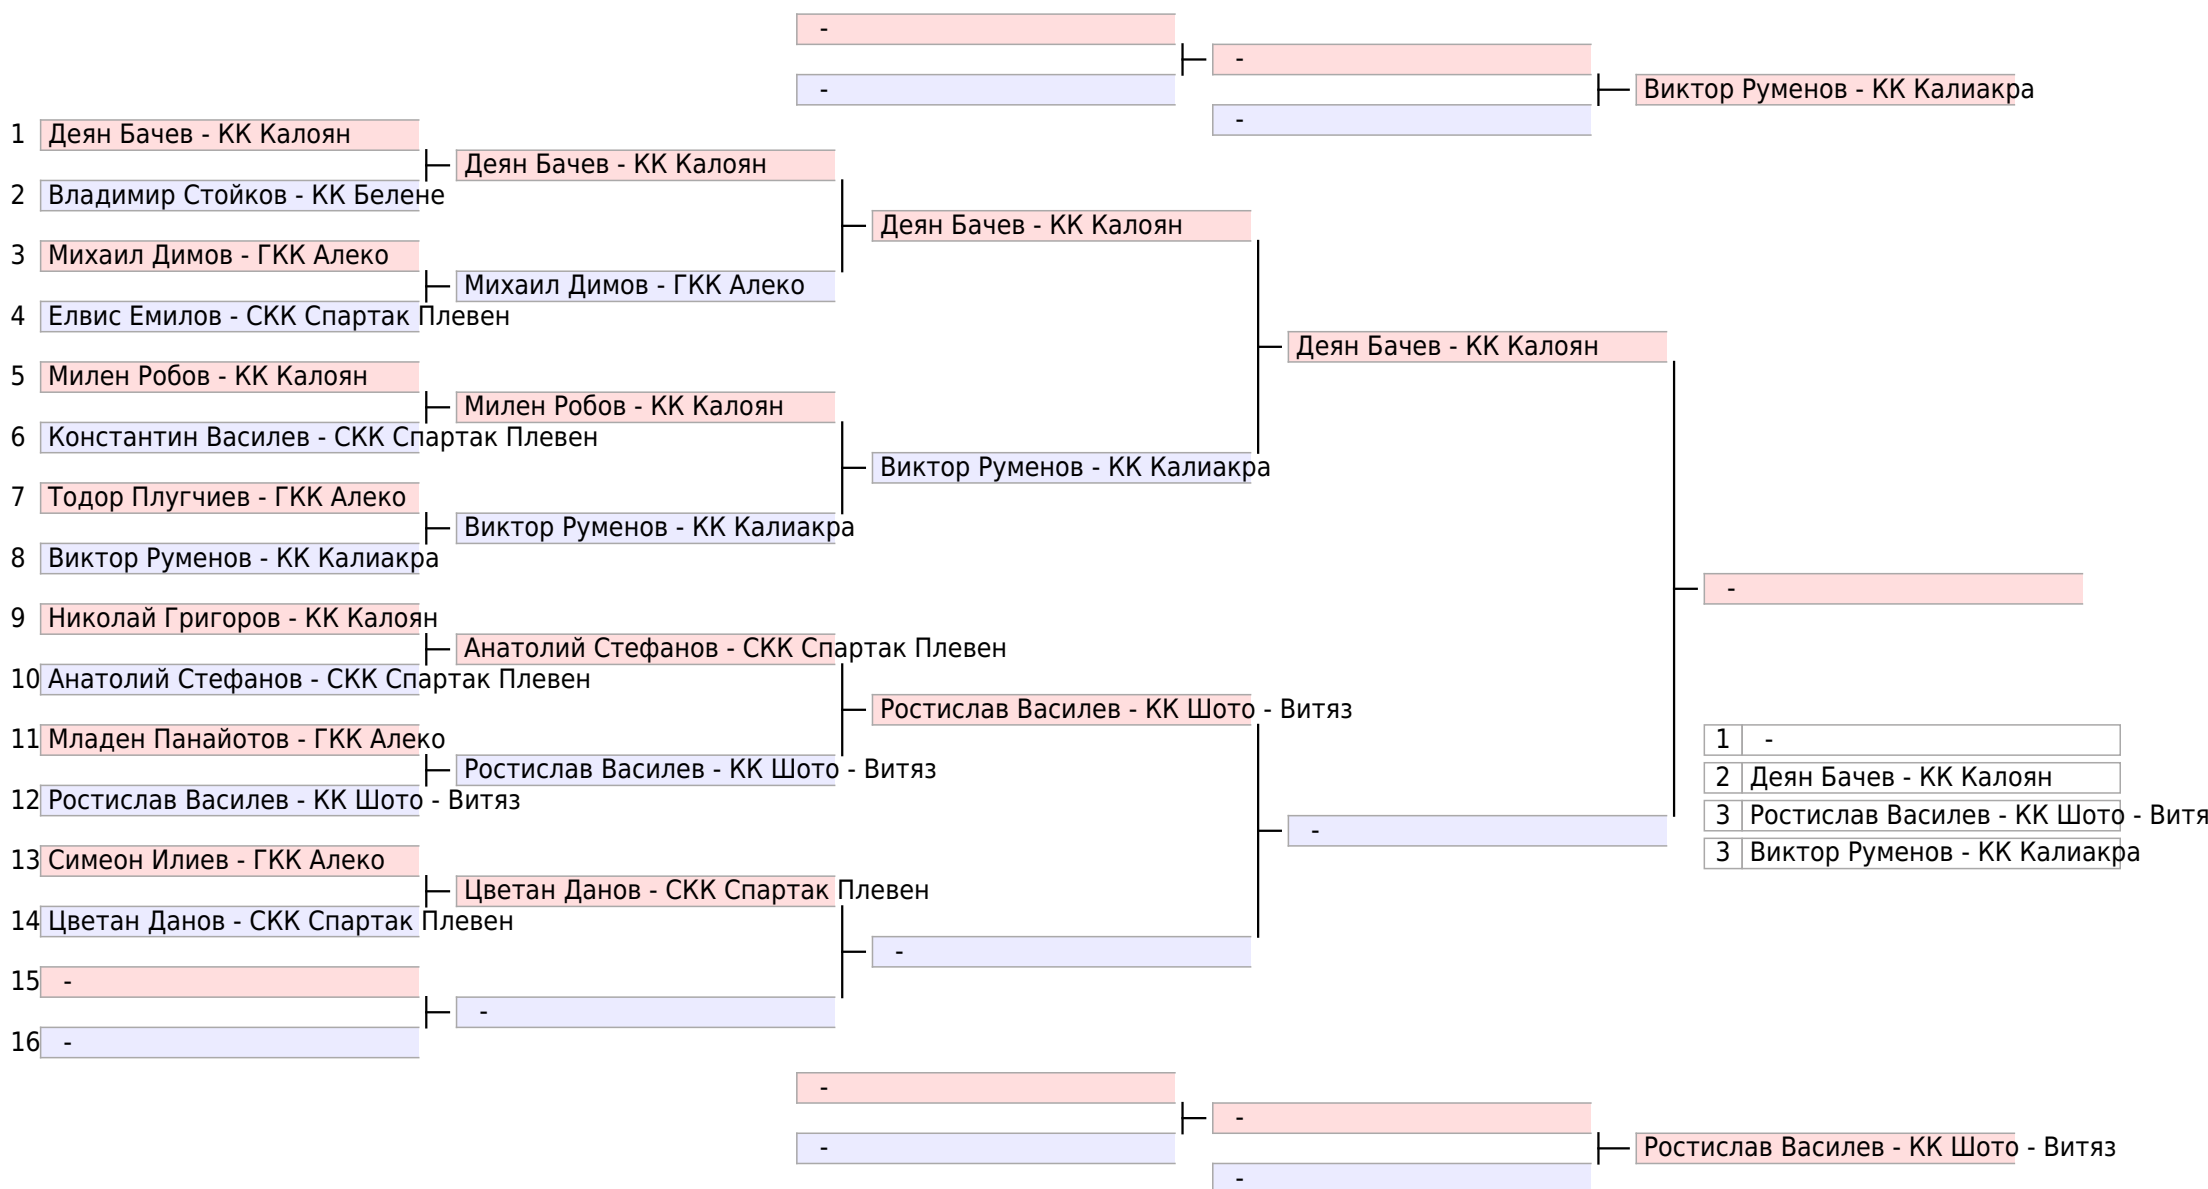 -
-
-
-
Виктор Руменов - КК Калиакра
1 Деян Бачев - КК Калоян
2 Владимир Стойков - КК Белене
3 Михаил Димов - ГКК Алеко
4 Елвис Емилов - СКК Спартак Плевен
5 Милен Робов - КК Калоян
6 Константин Василев - СКК Спартак Плевен
7 Тодор Плугчиев - ГКК Алеко
8 Виктор Руменов - КК Калиакра
9 Николай Григоров - КК Калоян
10 Анатолий Стефанов - СКК Спартак Плевен
11 Младен Панайотов - ГКК Алеко
12 Ростислав Василев - КК Шото - Витяз
13 Симеон Илиев - ГКК Алеко
14 Цветан Данов - СКК Спартак Плевен
15 -
16 -
Деян Бачев - КК Калоян
Михаил Димов - ГКК Алеко
Милен Робов - КК Калоян
Виктор Руменов - КК Калиакра
Анатолий Стефанов - СКК Спартак Плевен
Ростислав Василев - КК Шото - Витяз
Цветан Данов - СКК Спартак Плевен
-
Деян Бачев - КК Калоян
Виктор Руменов - КК Калиакра
Ростислав Василев - КК Шото - Витяз
-
Деян Бачев - КК Калоян
-
-
1 -
2 Деян Бачев - КК Калоян
3 Ростислав Василев - КК Шото - Витя
3 Виктор Руменов - КК Калиакра
-
-
-
-
Ростислав Василев - КК Шото - Витяз